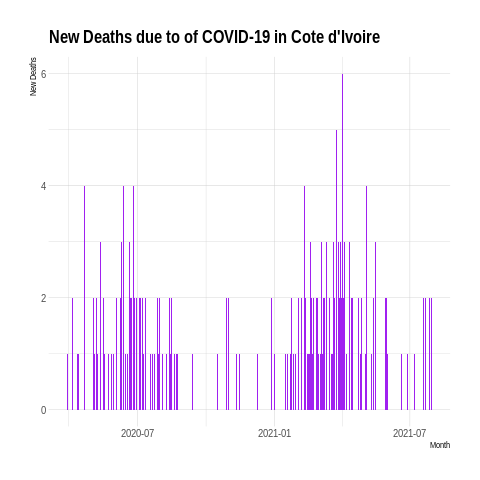 New Deaths due to of COVID-19 in Cote d'Ivoire
New Deaths
6
4
2
0
2020-07
2021-01
2021-07
Month